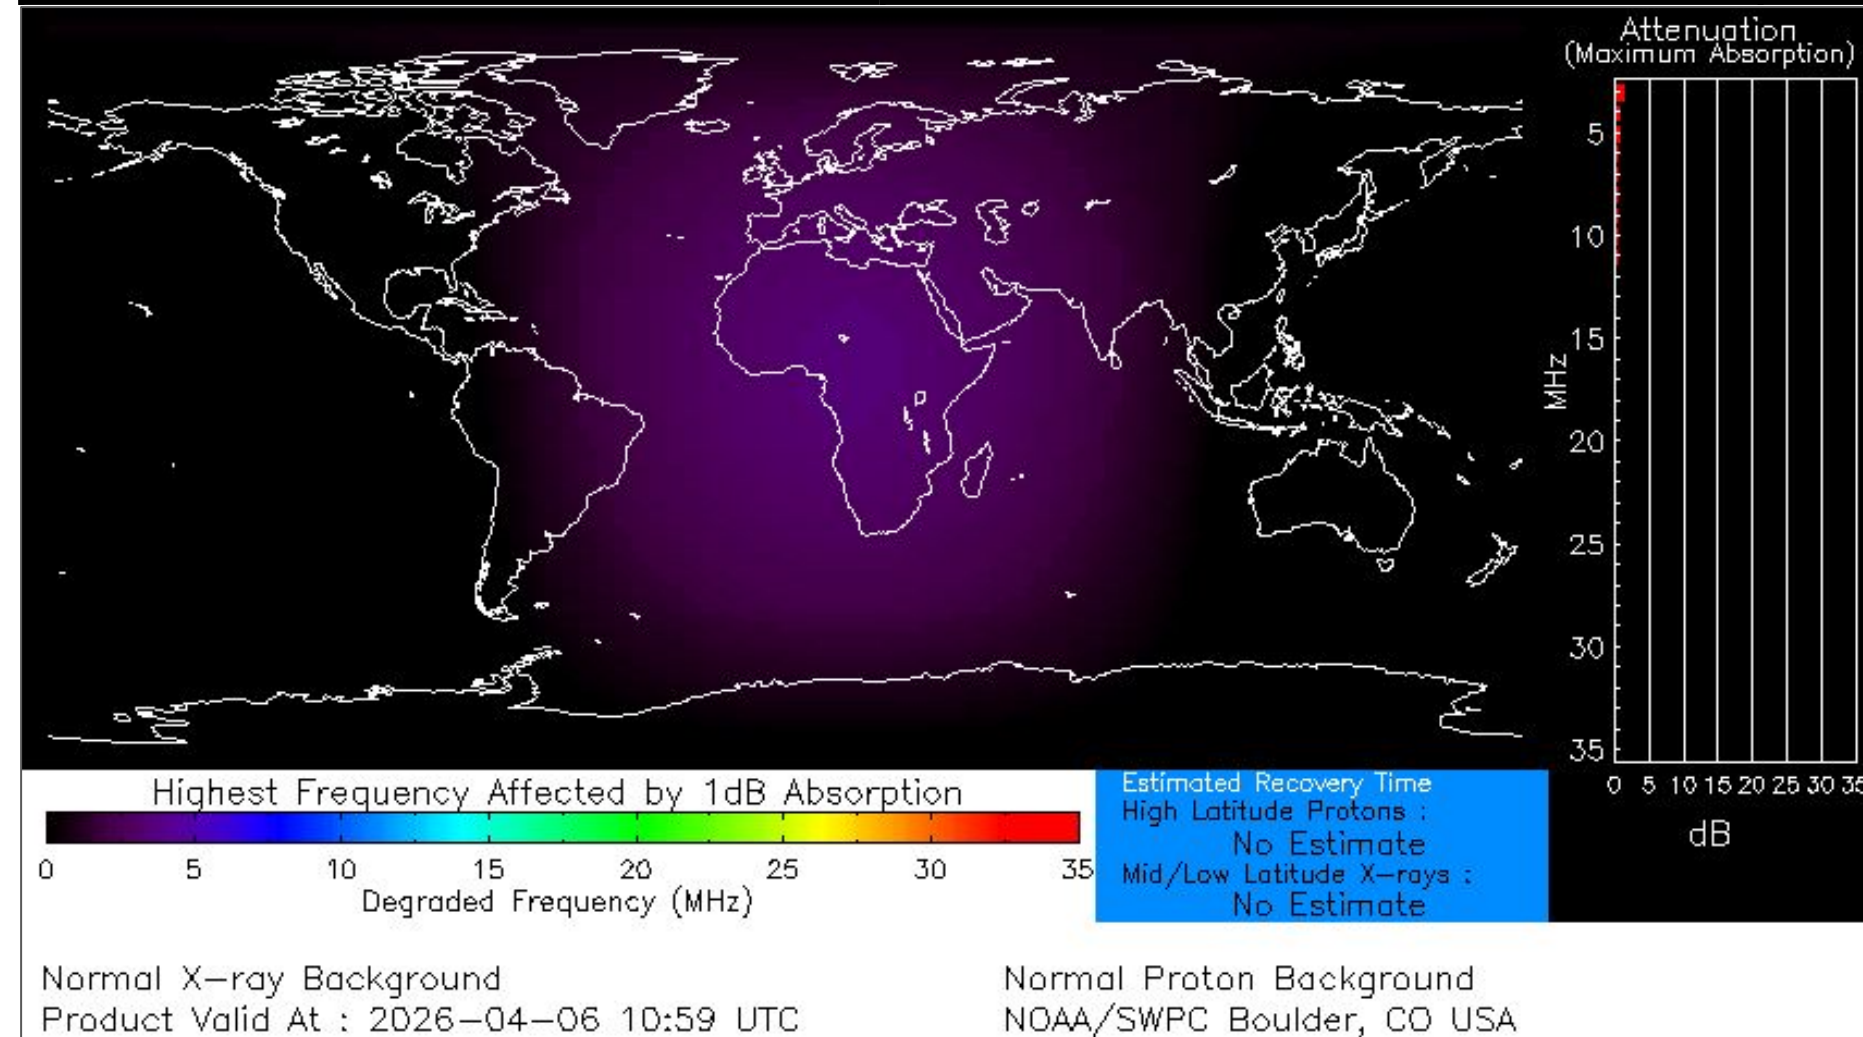 Attenuation
(Maximum Absorption)
5
10
15
20
25
30
35
MHz
0 5 10 15 20 25 30 35
dB
Highest Frequency Affected by 1dB Absorption
0 5 10 15 20 25 30 35
Degraded Frequency (MHz)
Estimated Recovery Time
High Latitude Protons :
No Estimate
Mid/Low Latitude X-rays :
No Estimate
Normal X-ray Background
Normal Proton Background
Product Valid At : 2026-04-06 10:59 UTC
NOAA/SWPC Boulder, CO USA